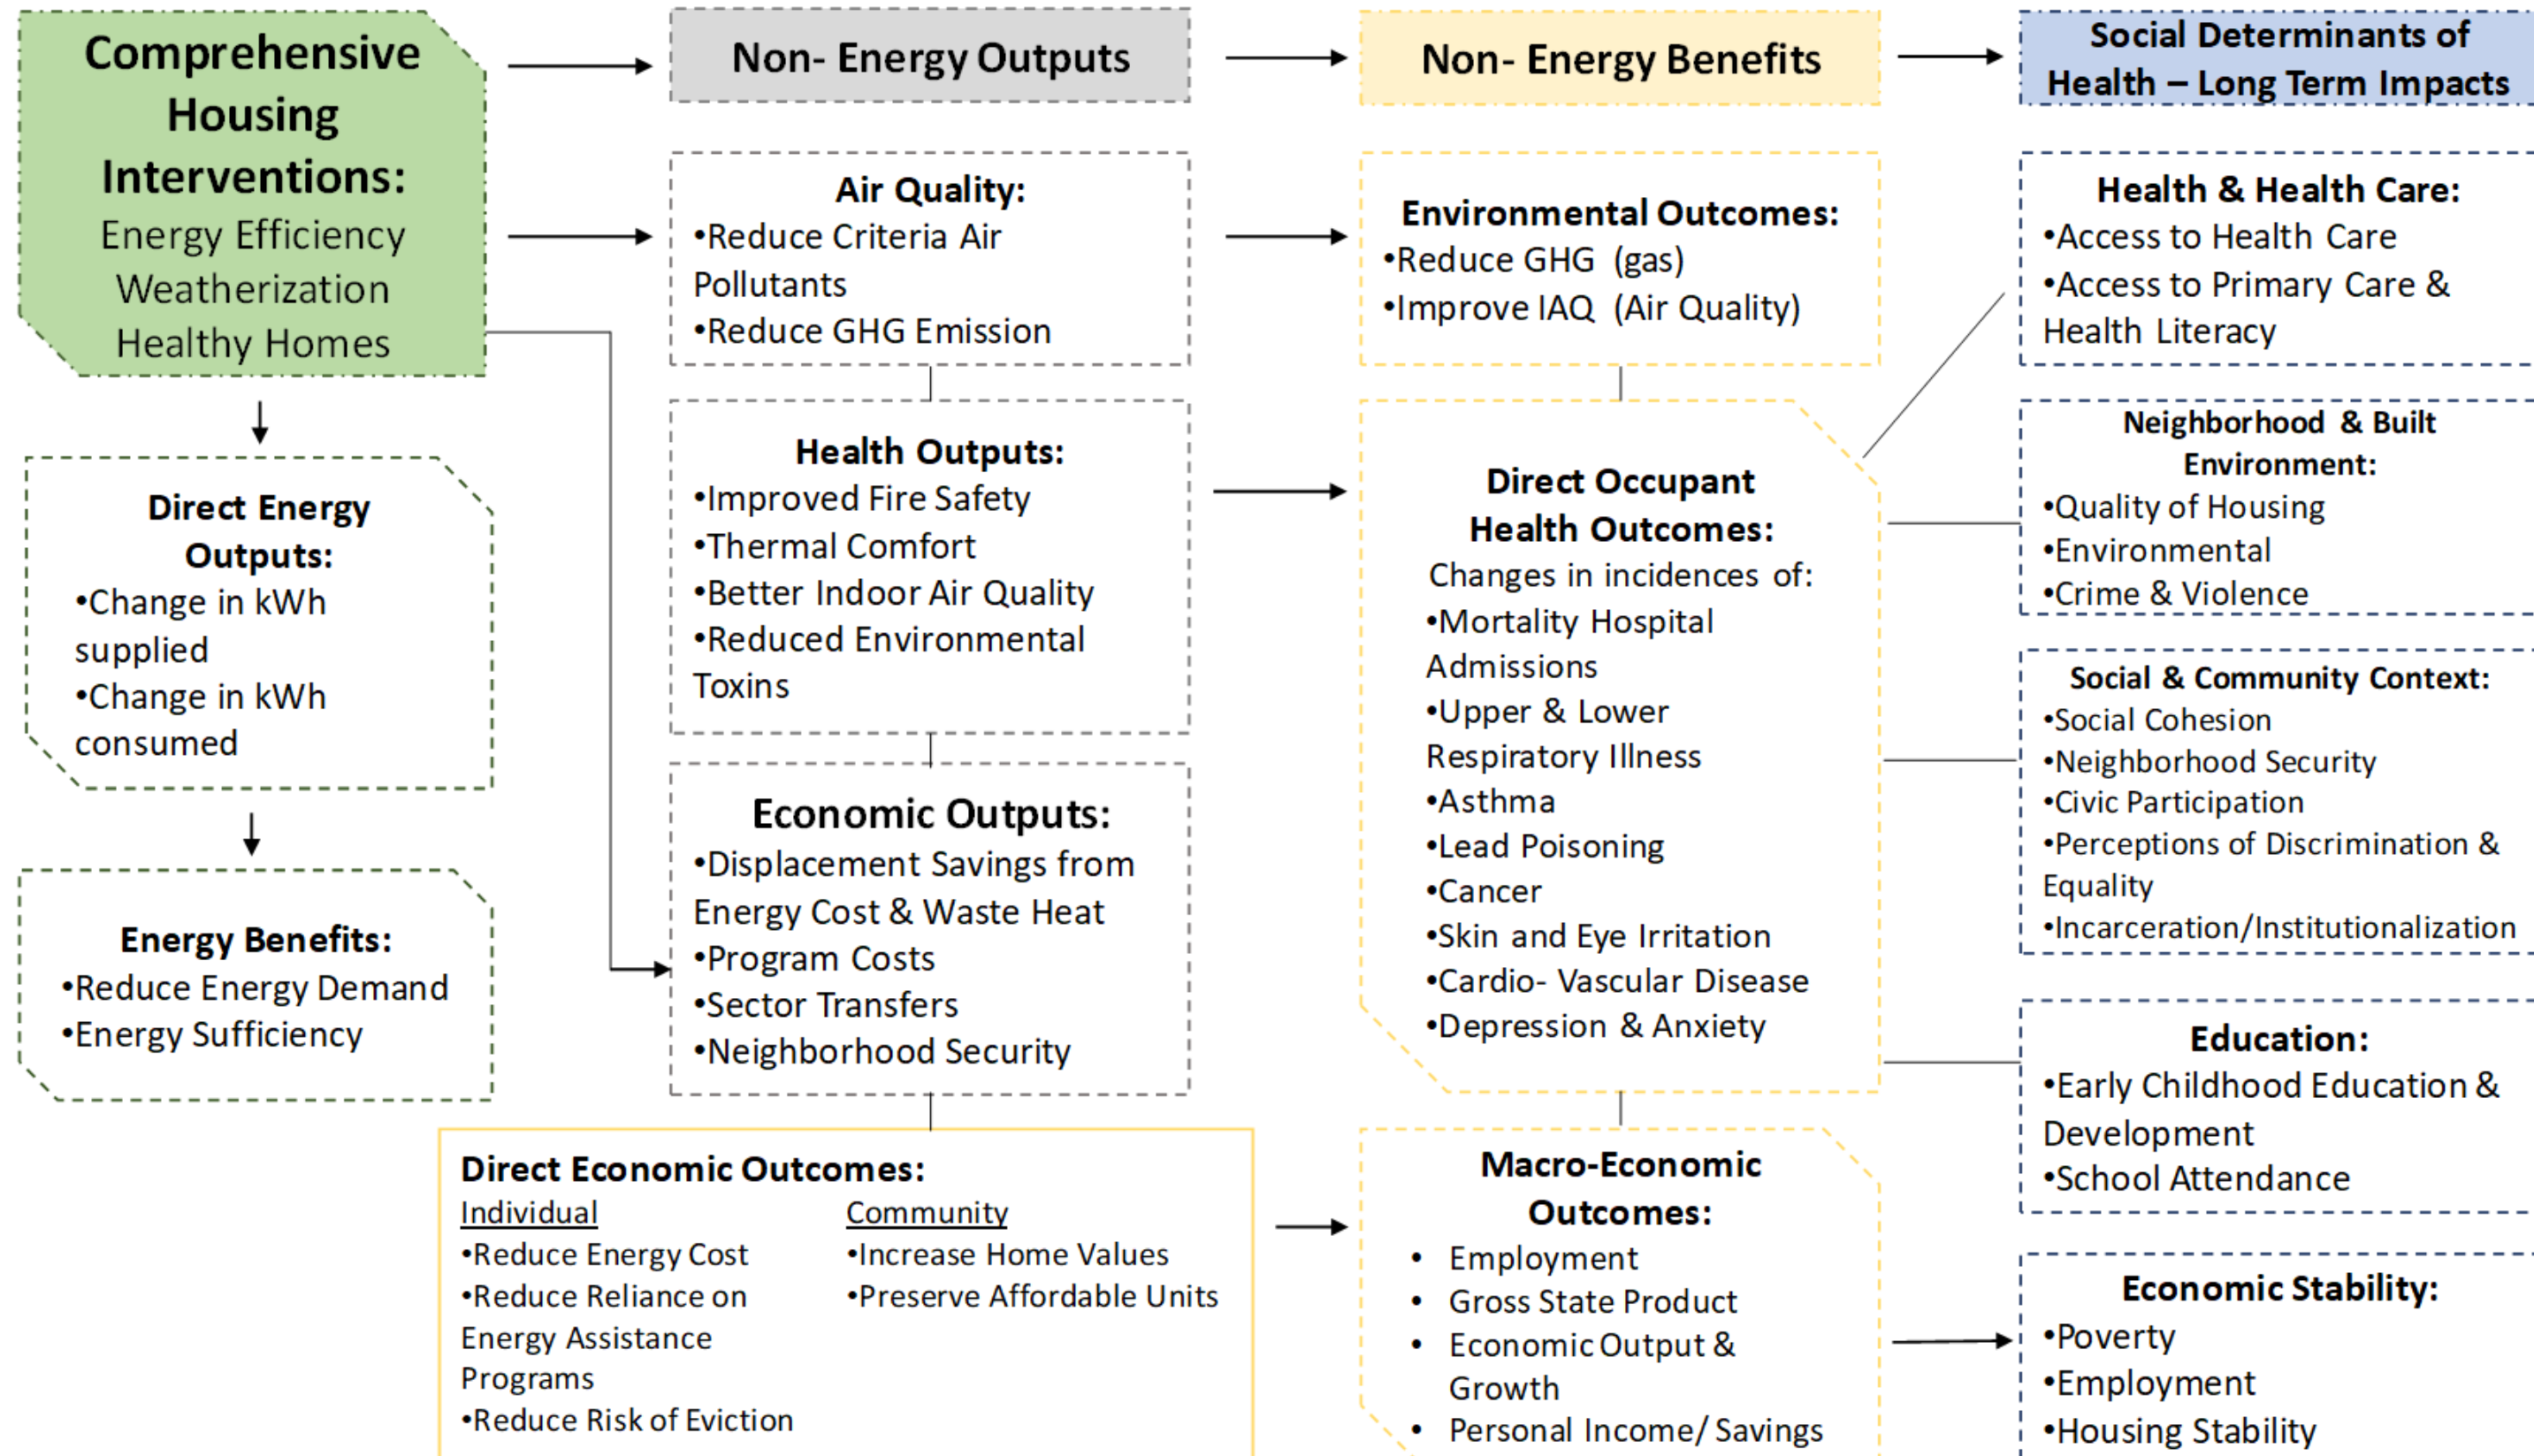 Comprehensive
Housing
Interventions:
Energy Efficiency
Weatherization
Healthy Homes
Direct Energy
Outputs:
•Change in kWh
supplied
•Change in kWh
consumed
Energy Benefits:
•Reduce Energy Demand
•Energy Sufficiency
Non- Energy Outputs
Air Quality:
•Reduce Criteria Air
Pollutants
•Reduce GHG Emission
Health Outputs:
•Improved Fire Safety
•Thermal Comfort
•Better Indoor Air Quality
•Reduced Environmental
Toxins
Economic Outputs:
•Displacement Savings from
Energy Cost & Waste Heat
•Program Costs
•Sector Transfers
•Neighborhood Security
Direct Economic Outcomes:
Individual
•Reduce Energy Cost
•Reduce Reliance on
Energy Assistance
Programs
•Reduce Risk of Eviction
Community
•Increase Home Values
•Preserve Affordable Units
Non- Energy Benefits
Environmental Outcomes:
•Reduce GHG (gas)
•Improve IAQ (Air Quality)
Direct Occupant
Health Outcomes:
Changes in incidences of:
•Mortality Hospital
Admissions
•Upper & Lower
Respiratory Illness
•Asthma
•Lead Poisoning
•Cancer
•Skin and Eye Irritation
•Cardio- Vascular Disease
•Depression & Anxiety
Macro-Economic
Outcomes:
• Employment
• Gross State Product
• Economic Output &
Growth
• Personal Income/ Savings
Social Determinants of
Health – Long Term Impacts
Health & Health Care:
•Access to Health Care
•Access to Primary Care &
Health Literacy
Neighborhood & Built
Environment:
•Quality of Housing
•Environmental
•Crime & Violence
Social & Community Context:
•Social Cohesion
•Neighborhood Security
•Civic Participation
•Perceptions of Discrimination &
Equality
•Incarceration/Institutionalization
Education:
•Early Childhood Education &
Development
•School Attendance
Economic Stability:
•Poverty
•Employment
•Housing Stability